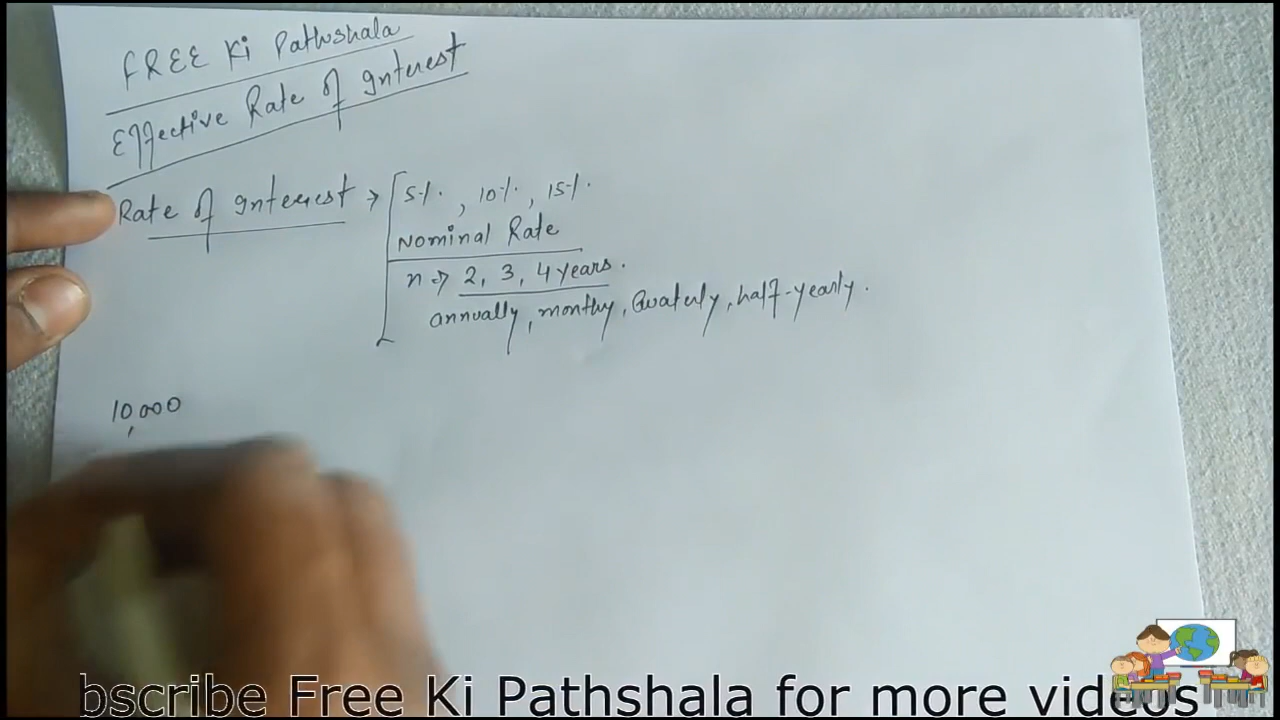 FREE Ki Pathshala
Effective Rate of Interest
Rate of Interest → 5%, 10%, 15%.
Nominal Rate
n → 2, 3, 4 years.
annually, monthy, Quaterly, half-yearly.
10,000
bscribe Free Ki Pathshala for more videos